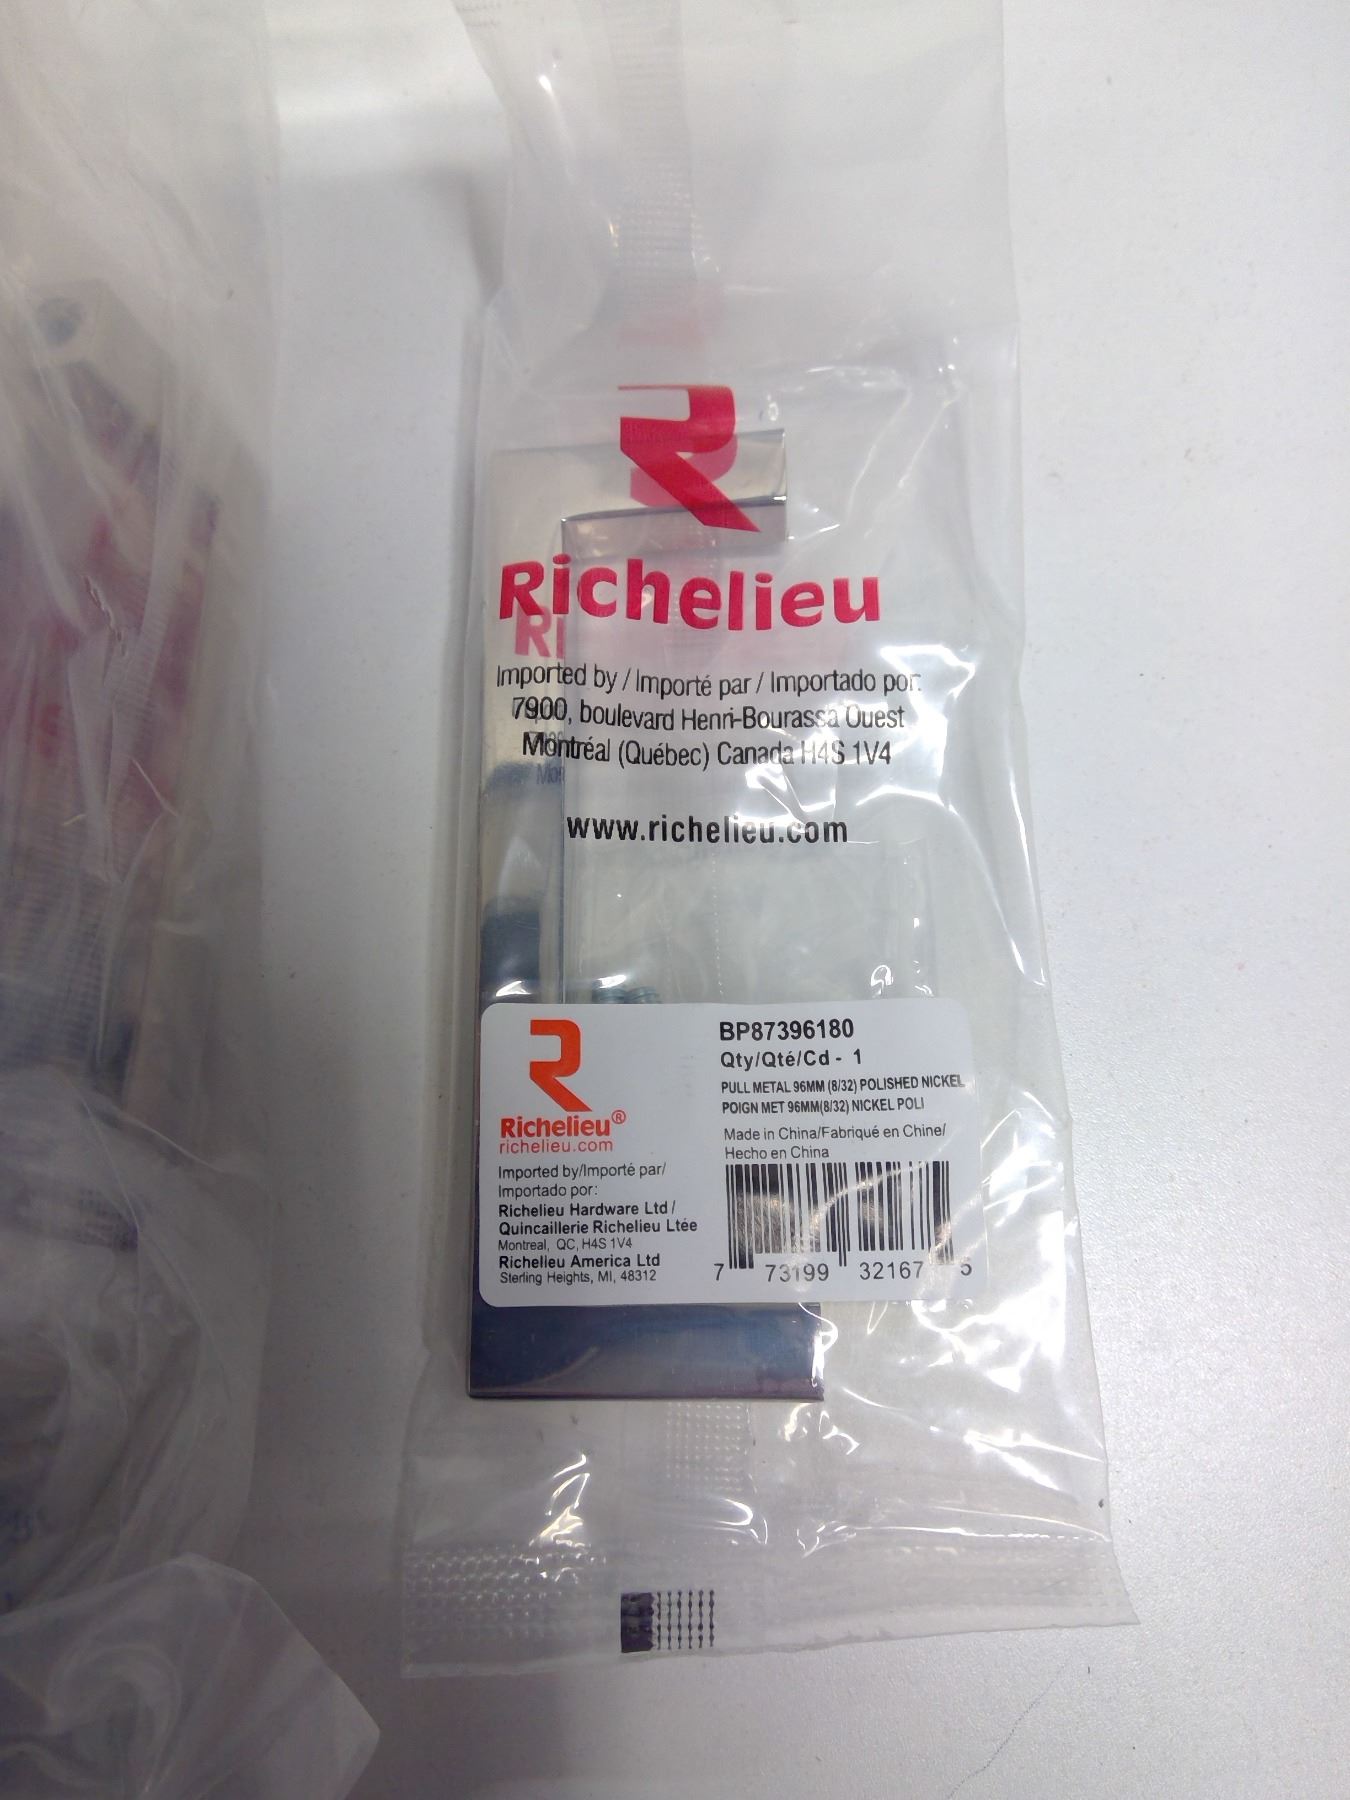 Richelieu
Imported by / Importé par / Importado por:
7900, boulevard Henri-Bourassa Ouest
Montréal (Québec) Canada H4S 1V4
www.richelieu.com
Richelieu®
richelieu.com
Imported by/Importé par/
Importado por:
Richelieu Hardware Ltd /
Quincaillerie Richelieu Ltée
Montreal, QC, H4S 1V4
Richelieu America Ltd
Sterling Heights, MI, 48312
BP87396180
Qty/Qté/Cd - 1
PULL METAL 96MM (8/32) POLISHED NICKEL
POIGN MET 96MM(8/32) NICKEL POLI
Made in China/Fabriqué en Chine/
Hecho en China
7 73199 32167 5